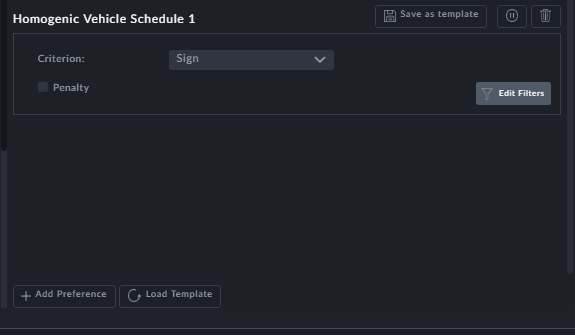 Homogenic Vehicle Schedule 1
Save as template
Criterion:
Sign
Penalty
Edit Filters
Add Preference
Load Template